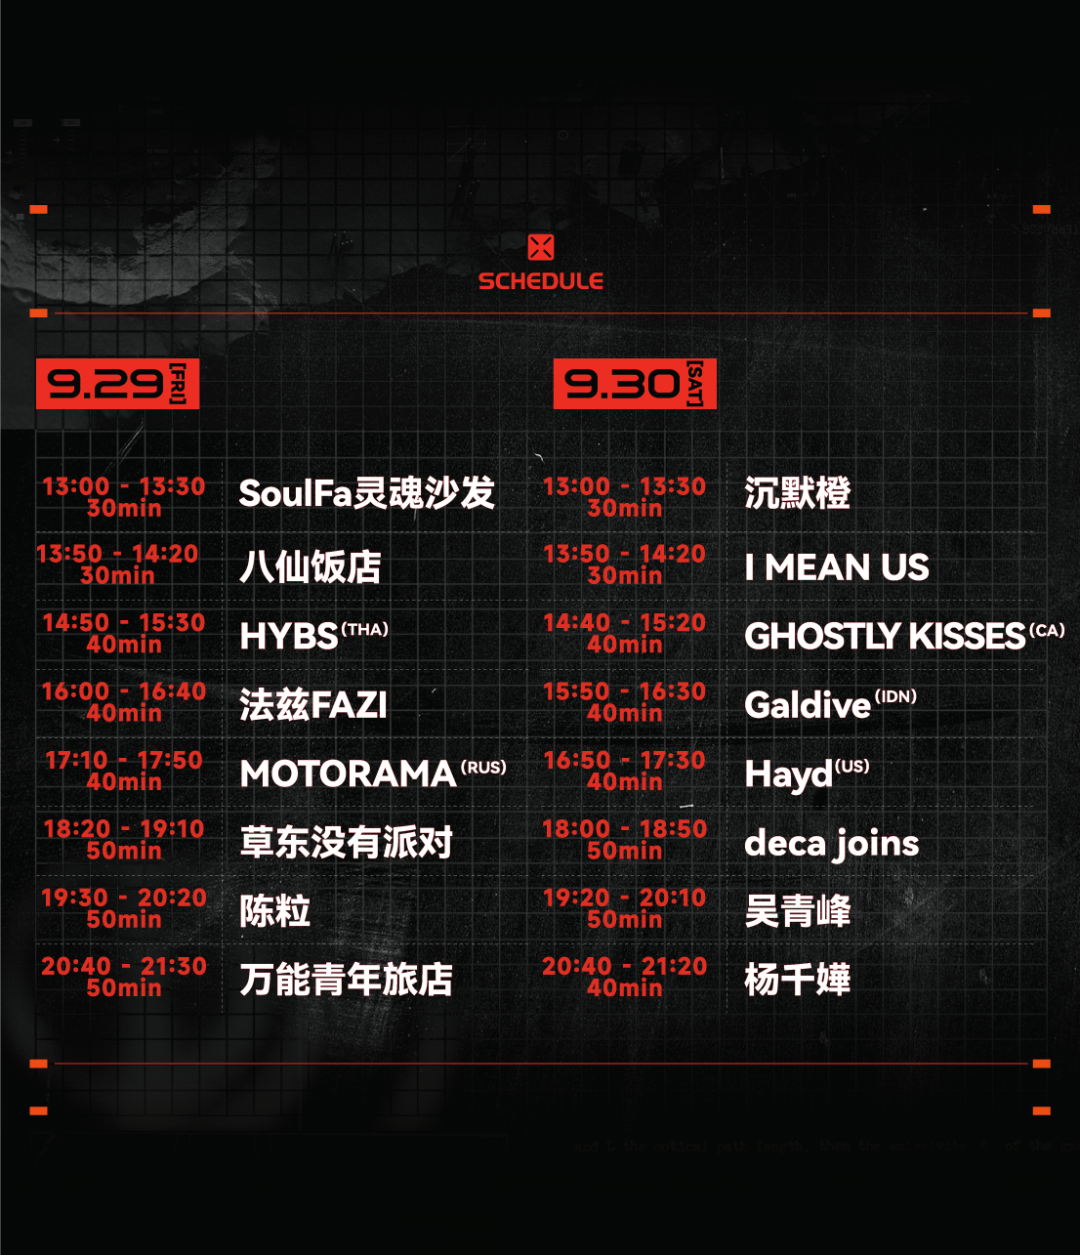 SCHEDULE
9.29 [FRI]
13:00 - 13:30
30min
SoulFa灵魂沙发
13:50 - 14:20
30min
八仙饭店
14:50 - 15:30
40min
HYBS(THA)
16:00 - 16:40
40min
法兹FAZI
17:10 - 17:50
40min
MOTORAMA(RUS)
18:20 - 19:10
50min
草东没有派对
19:30 - 20:20
50min
陈粒
20:40 - 21:30
50min
万能青年旅店
9.30 [SAT]
13:00 - 13:30
30min
沉默橙
13:50 - 14:20
30min
I MEAN US
14:40 - 15:20
40min
GHOSTLY KISSES(CA)
15:50 - 16:30
40min
Galdive(IDN)
16:50 - 17:30
40min
Hayd(US)
18:00 - 18:50
50min
deca joins
19:20 - 20:10
50min
吴青峰
20:40 - 21:20
40min
杨千嬅